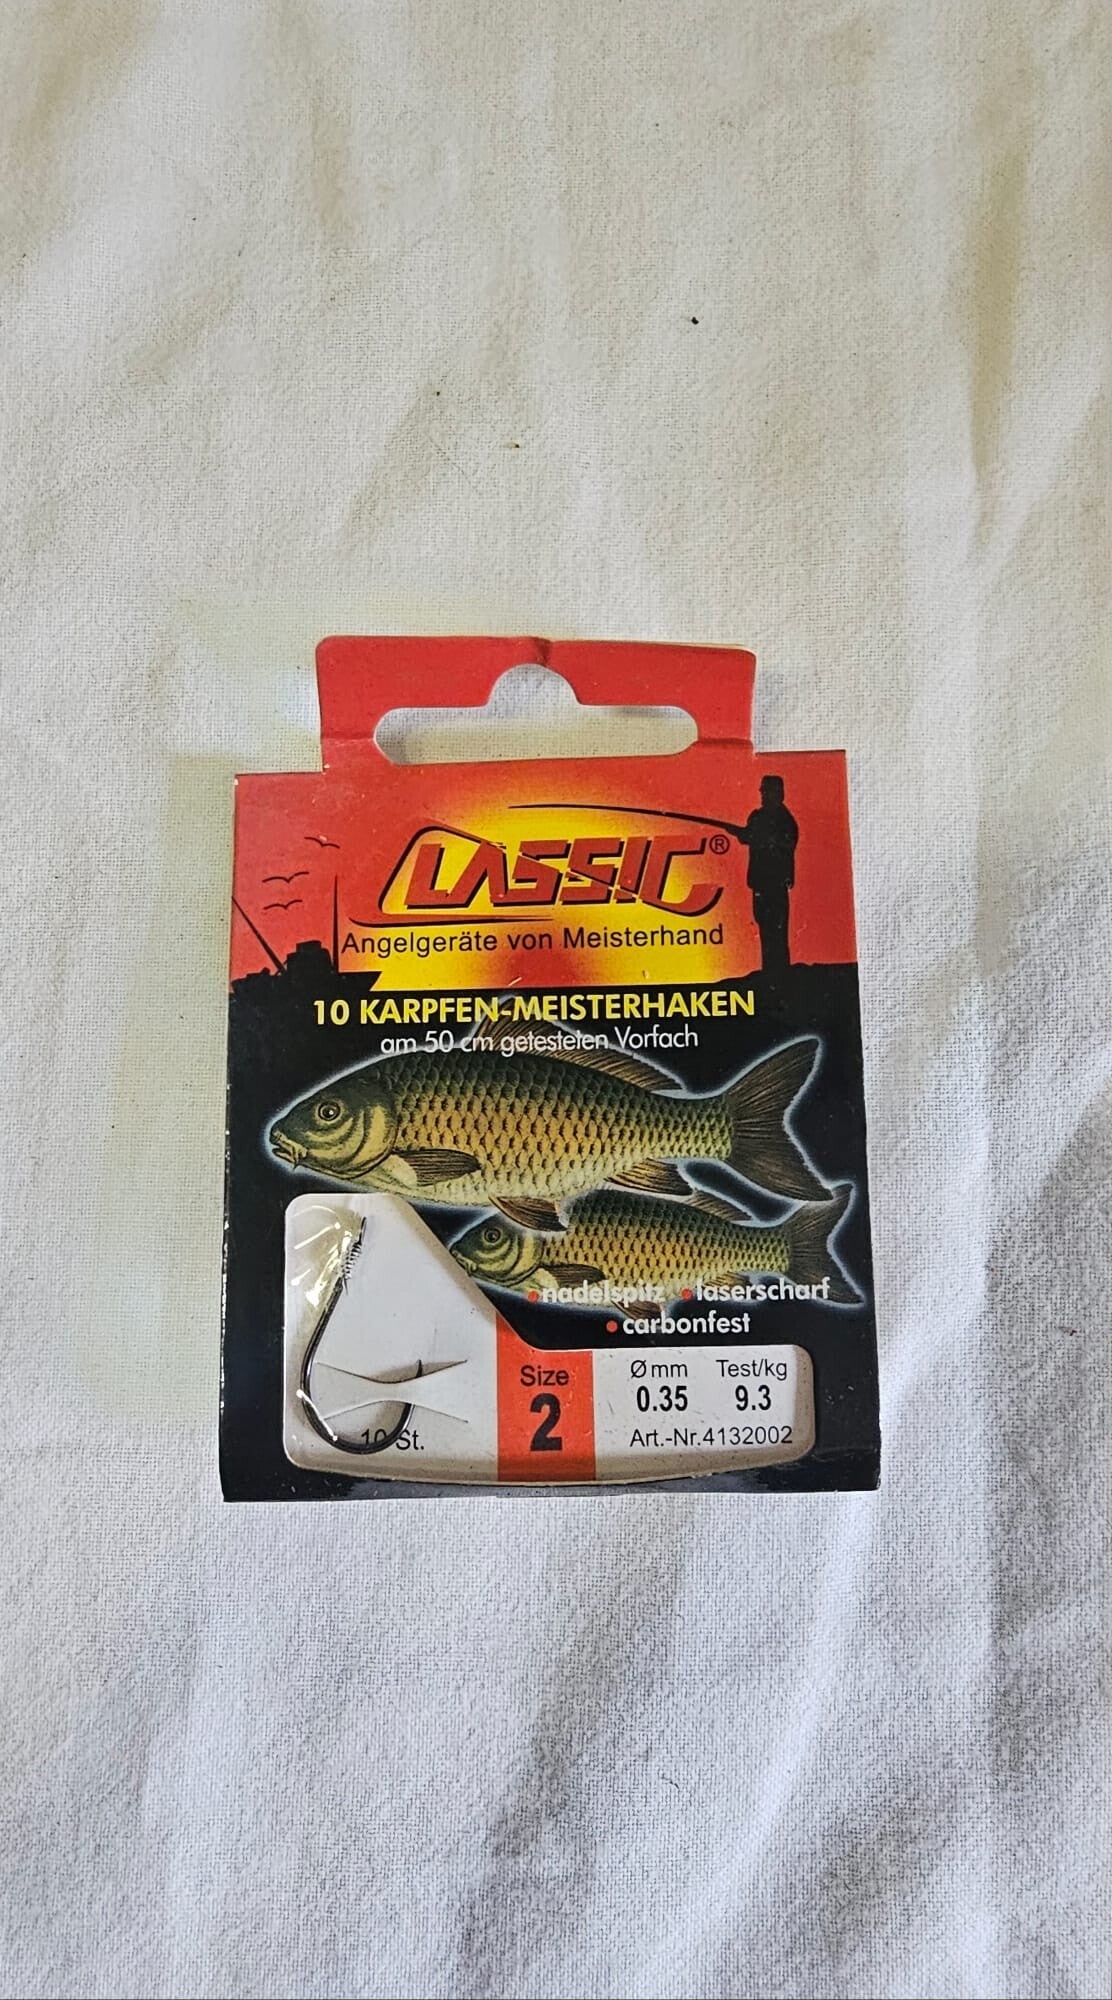 CLASSIC®
Angelgeräte von Meisterhand
10 KARPFEN-MEISTERHAKEN
am 50 cm getesteten Vorfach
• nadelspitz • laserscharf
• carbonfest
Size
2
Ø mm Test/kg
0.35 9.3
Art.-Nr.4132002
10 St.